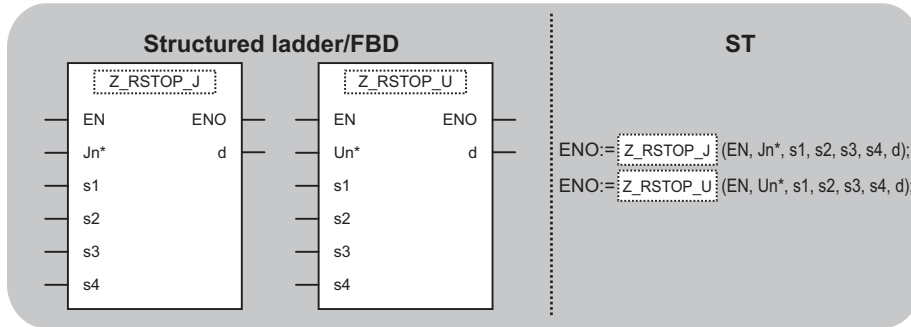 Structured ladder/FBD
Z_RSTOP_J
EN ENO
Jn* d
s1
s2
s3
s4
Z_RSTOP_U
EN ENO
Un* d
s1
s2
s3
s4
ST
ENO:= Z_RSTOP_J (EN, Jn*, s1, s2, s3, s4, d);
ENO:= Z_RSTOP_U (EN, Un*, s1, s2, s3, s4, d);